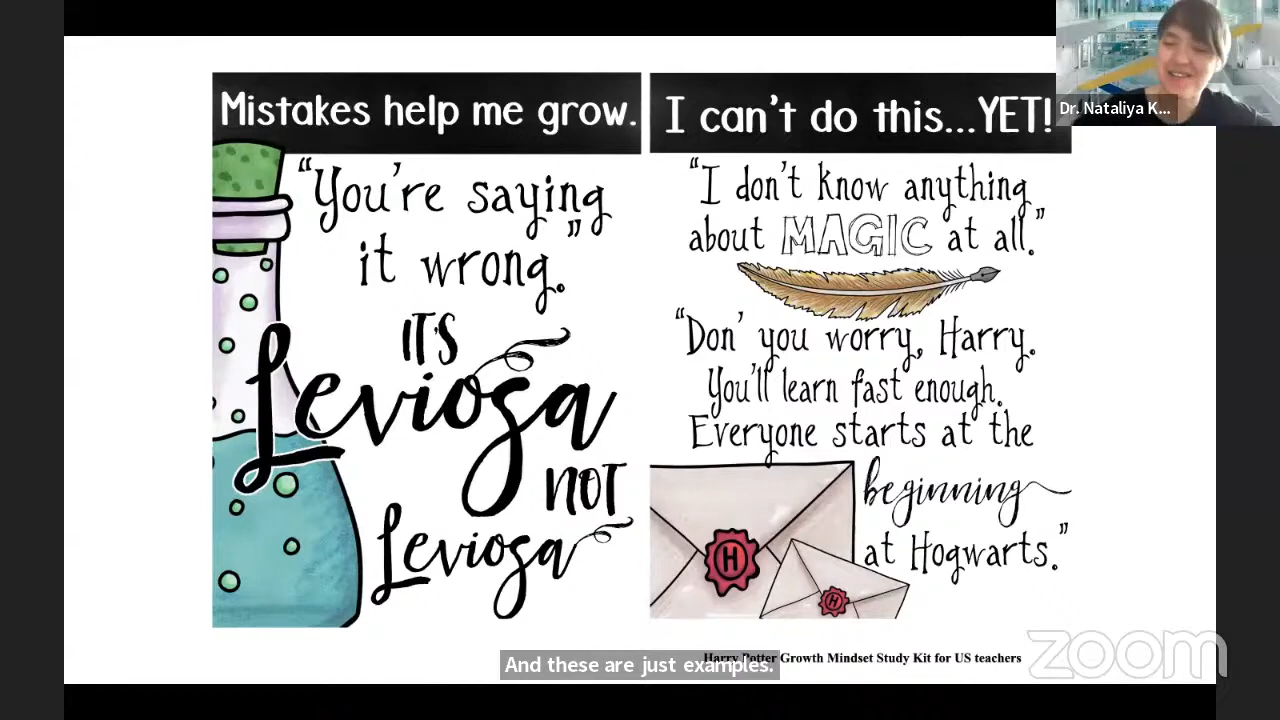 Mistakes help me grow.
"You're saying
it wrong."
IT'S
Leviosa
NOT
Leviosa
I can't do this...YET!
"I don't know anything
about MAGIC at all."
"Don' you worry, Harry.
You'll learn fast enough.
Everyone starts at the
beginning
at Hogwarts."
H
H
Harry Potter Growth Mindset Study Kit for US teachers
And these are just examples.
Dr. Nataliya K...
zoom